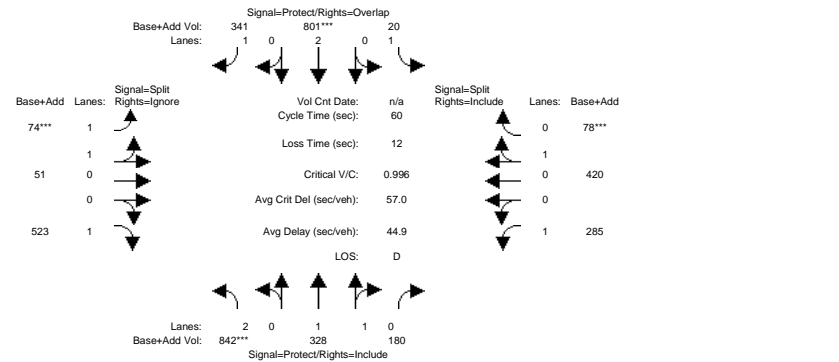 Signal=Protect/Rights=Overlap
Base+Add Vol: 341 801*** 20
Lanes: 1 0 2 0 1
Signal=Split
Rights=Ignore
Base+Add Lanes:
Vol Cnt Date: n/a
Signal=Split
Rights=Include
Lanes: Base+Add
Cycle Time (sec): 60
74*** 1
0 78***
Loss Time (sec): 12
1
1
51 0
Critical V/C: 0.996
0 420
0
Avg Crit Del (sec/veh): 57.0
0
523 1
Avg Delay (sec/veh): 44.9
1 285
LOS: D
Lanes: 2 0 1 1 0
Base+Add Vol: 842*** 328 180
Signal=Protect/Rights=Include